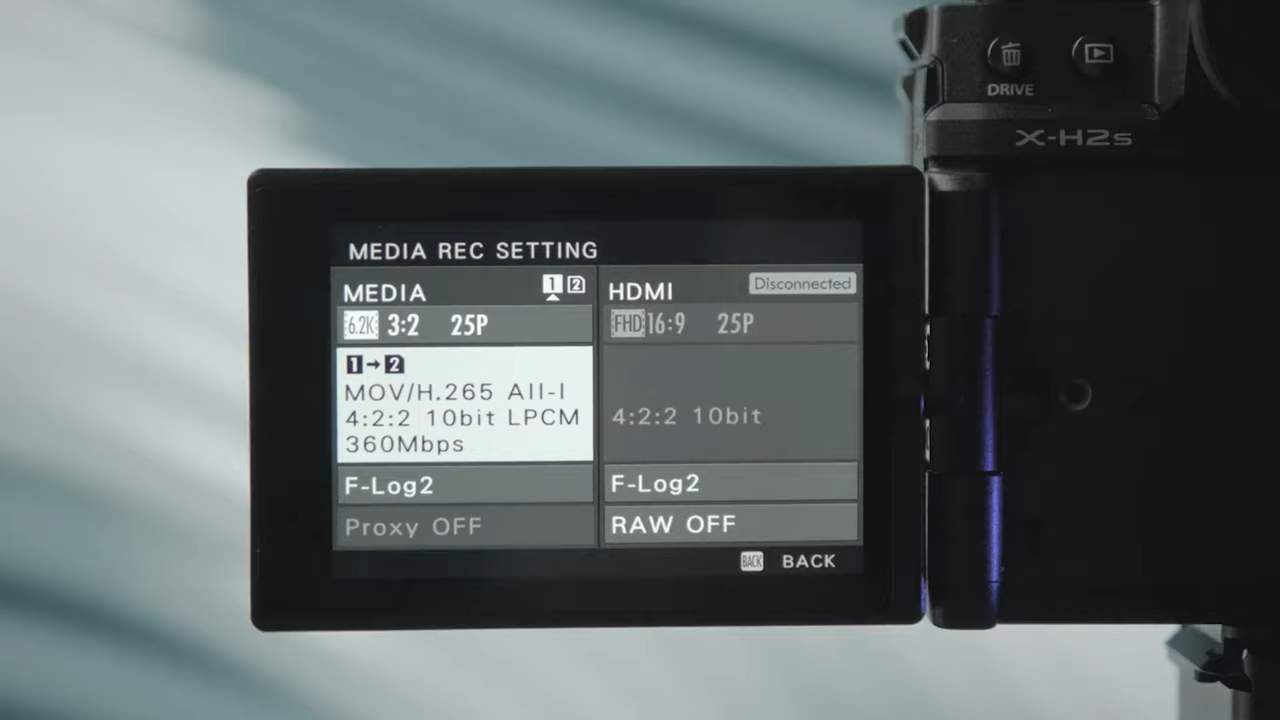 DRIVE
X-H2S
MEDIA REC SETTING
MEDIA 1 2
6.2K 3:2 25P
1→2
MOV/H.265 All-I
4:2:2 10bit LPCM
360Mbps
F-Log2
Proxy OFF
HDMI Disconnected
FHD 16:9 25P
4:2:2 10bit
F-Log2
RAW OFF
BACK BACK